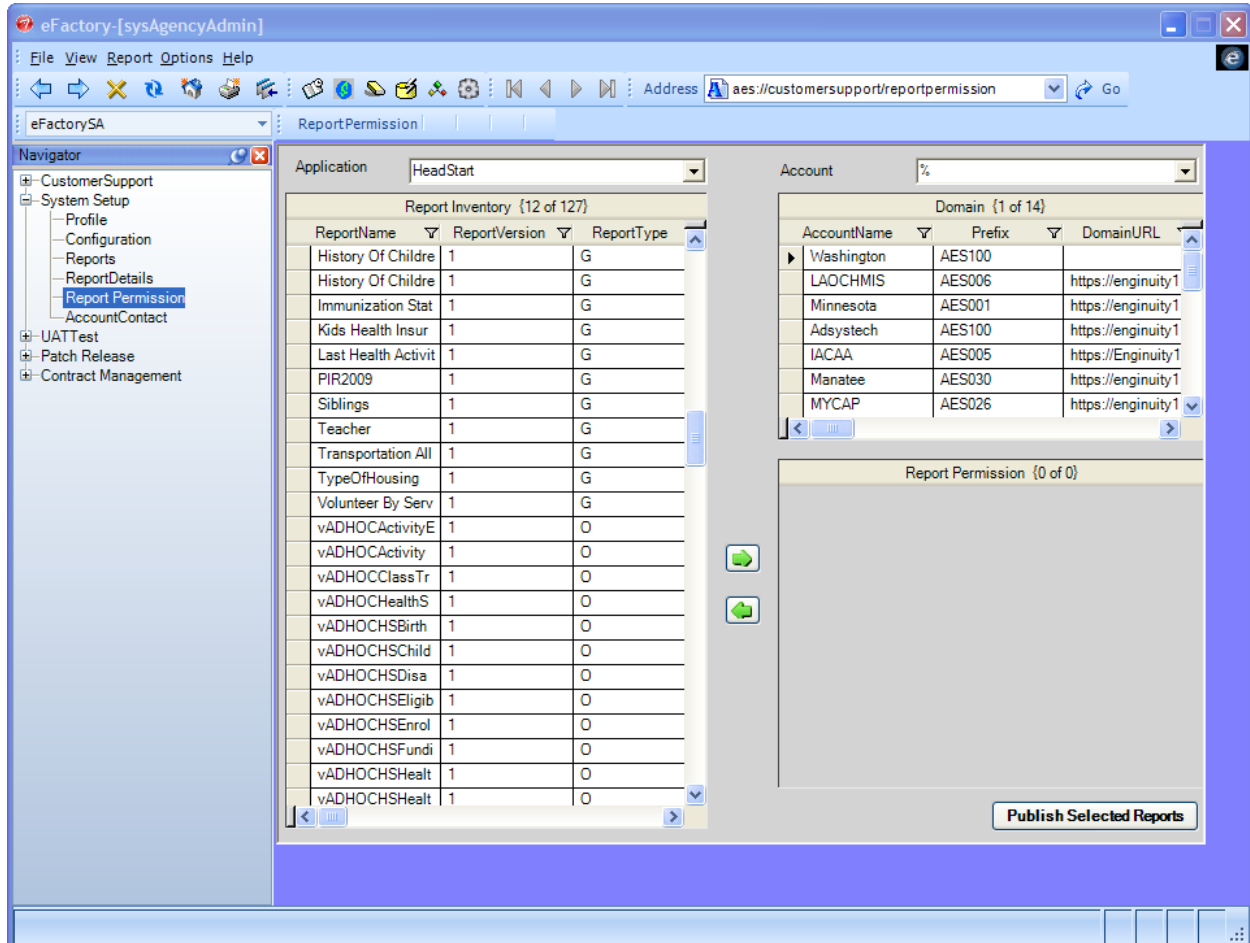 eFactory-[sysAgencyAdmin]
File View Report Options Help
Address aes://customersupport/reportpermission Go
eFactorySA ReportPermission
Navigator
CustomerSupport
System Setup
Profile
Configuration
Reports
ReportDetails
Report Permission
AccountContact
UATTest
Patch Release
Contract Management
Application HeadStart
Report Inventory {12 of 127}
ReportName ReportVersion ReportType
History Of Childre 1 G
History Of Childre 1 G
Immunization Stat 1 G
Kids Health Insur 1 G
Last Health Activit 1 G
PIR2009 1 G
Siblings 1 G
Teacher 1 G
Transportation All 1 G
TypeOfHousing 1 G
Volunteer By Serv 1 G
vADHOCActivityE 1 O
vADHOCActivity 1 O
vADHOCClassTr 1 O
vADHOCHealthS 1 O
vADHOCHSBirth 1 O
vADHOCHSChild 1 O
vADHOCHSDisa 1 O
vADHOCHSEligib 1 O
vADHOCHSEnrol 1 O
vADHOCHSFundi 1 O
vADHOCHSHealt 1 O
vADHOCHSHealt 1 O
Account %
Domain {1 of 14}
AccountName Prefix DomainURL
Washington AES100
LAOCHMIS AES006 https://enginuity1
Minnesota AES001 https://enginuity1
Adsystech AES100 https://enginuity1
IACAA AES005 https://Enginuity1
Manatee AES030 https://enginuity1
MYCAP AES026 https://enginuity1
Report Permission {0 of 0}
Publish Selected Reports